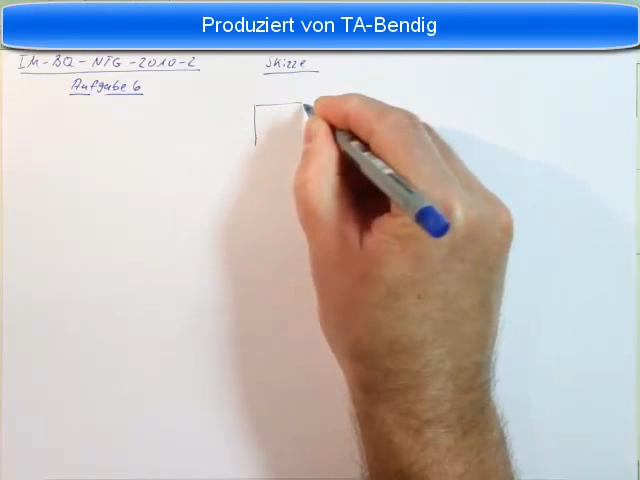 Produziert von TA-Bendig
IM-BQ-NTG-2010-2
Skizze
Aufgabe 6